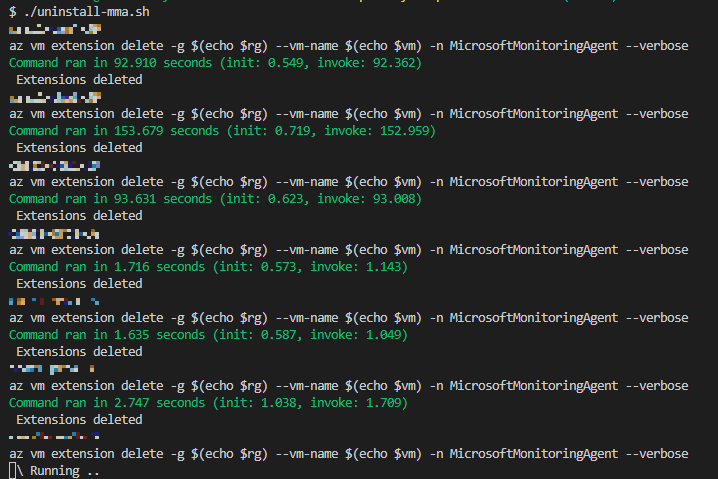 $ ./uninstall-mma.sh
az vm extension delete -g $(echo $rg) --vm-name $(echo $vm) -n MicrosoftMonitoringAgent --verbose
Command ran in 92.910 seconds (init: 0.549, invoke: 92.362)
Extensions deleted
az vm extension delete -g $(echo $rg) --vm-name $(echo $vm) -n MicrosoftMonitoringAgent --verbose
Command ran in 153.679 seconds (init: 0.719, invoke: 152.959)
Extensions deleted
az vm extension delete -g $(echo $rg) --vm-name $(echo $vm) -n MicrosoftMonitoringAgent --verbose
Command ran in 93.631 seconds (init: 0.623, invoke: 93.008)
Extensions deleted
az vm extension delete -g $(echo $rg) --vm-name $(echo $vm) -n MicrosoftMonitoringAgent --verbose
Command ran in 1.716 seconds (init: 0.573, invoke: 1.143)
Extensions deleted
az vm extension delete -g $(echo $rg) --vm-name $(echo $vm) -n MicrosoftMonitoringAgent --verbose
Command ran in 1.635 seconds (init: 0.587, invoke: 1.049)
Extensions deleted
az vm extension delete -g $(echo $rg) --vm-name $(echo $vm) -n MicrosoftMonitoringAgent --verbose
Command ran in 2.747 seconds (init: 1.038, invoke: 1.709)
Extensions deleted
az vm extension delete -g $(echo $rg) --vm-name $(echo $vm) -n MicrosoftMonitoringAgent --verbose
\ Running ..